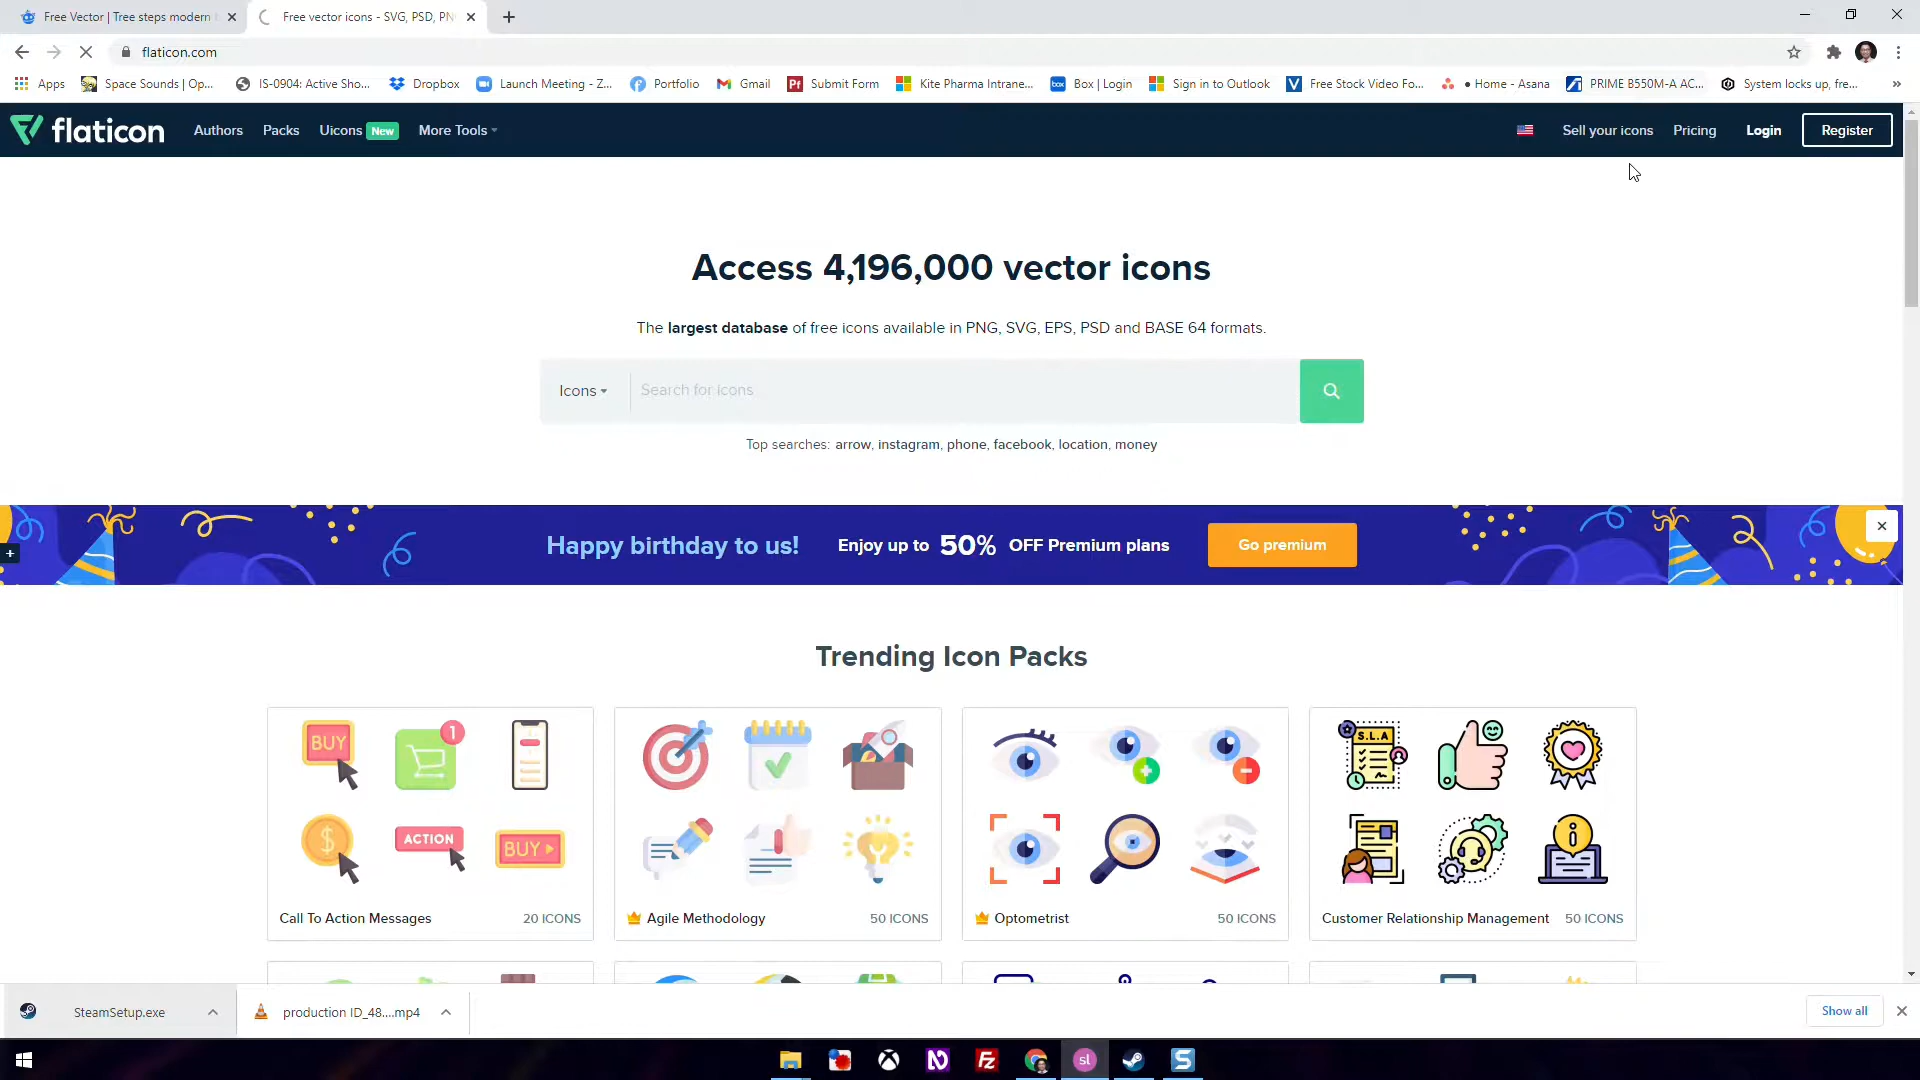 Free Vector | Tree steps modern
Free vector icons - SVG, PSD, PN
flaticon.com
Apps
Space Sounds | Op...
IS-0904: Active Sho...
Dropbox
Launch Meeting - Z...
Portfolio
Gmail
Submit Form
Kite Pharma Intrane...
Box | Login
Sign in to Outlook
Free Stock Video Fo...
• Home - Asana
PRIME B550M-A AC...
System locks up, fre...
»
flaticon
Authors
Packs
Uicons New
More Tools
Sell your icons
Pricing
Login
Register
Access 4,196,000 vector icons
The largest database of free icons available in PNG, SVG, EPS, PSD and BASE 64 formats.
Icons
Search for icons
Top searches: arrow, instagram, phone, facebook, location, money
Happy birthday to us! Enjoy up to 50% OFF Premium plans
Go premium
Trending Icon Packs
BUY
1
S.L.A
ACTION
BUY
Call To Action Messages 20 ICONS
Agile Methodology 50 ICONS
Optometrist 50 ICONS
Customer Relationship Management 50 ICONS
SteamSetup.exe
production ID_48....mp4
Show all